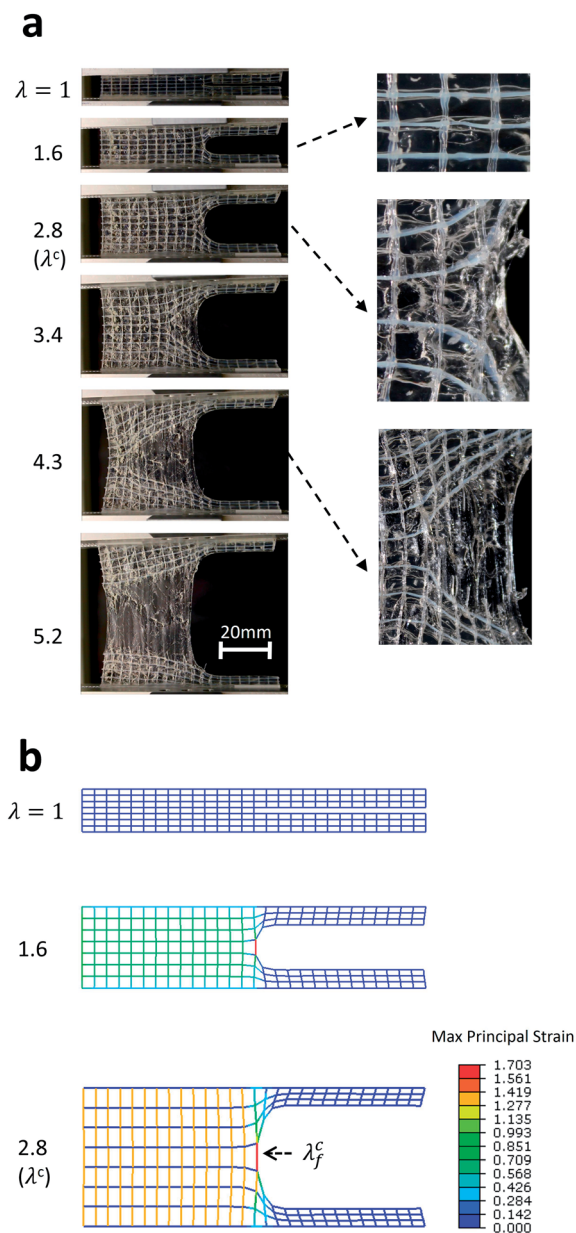 a
λ = 1
1.6
2.8
(λᶜ)
3.4
4.3
5.2
20mm
b
λ = 1
1.6
Max Principal Strain
2.8
(λᶜ)
λ_f^c
1.703
1.561
1.419
1.277
1.135
0.993
0.851
0.709
0.568
0.426
0.284
0.142
0.000